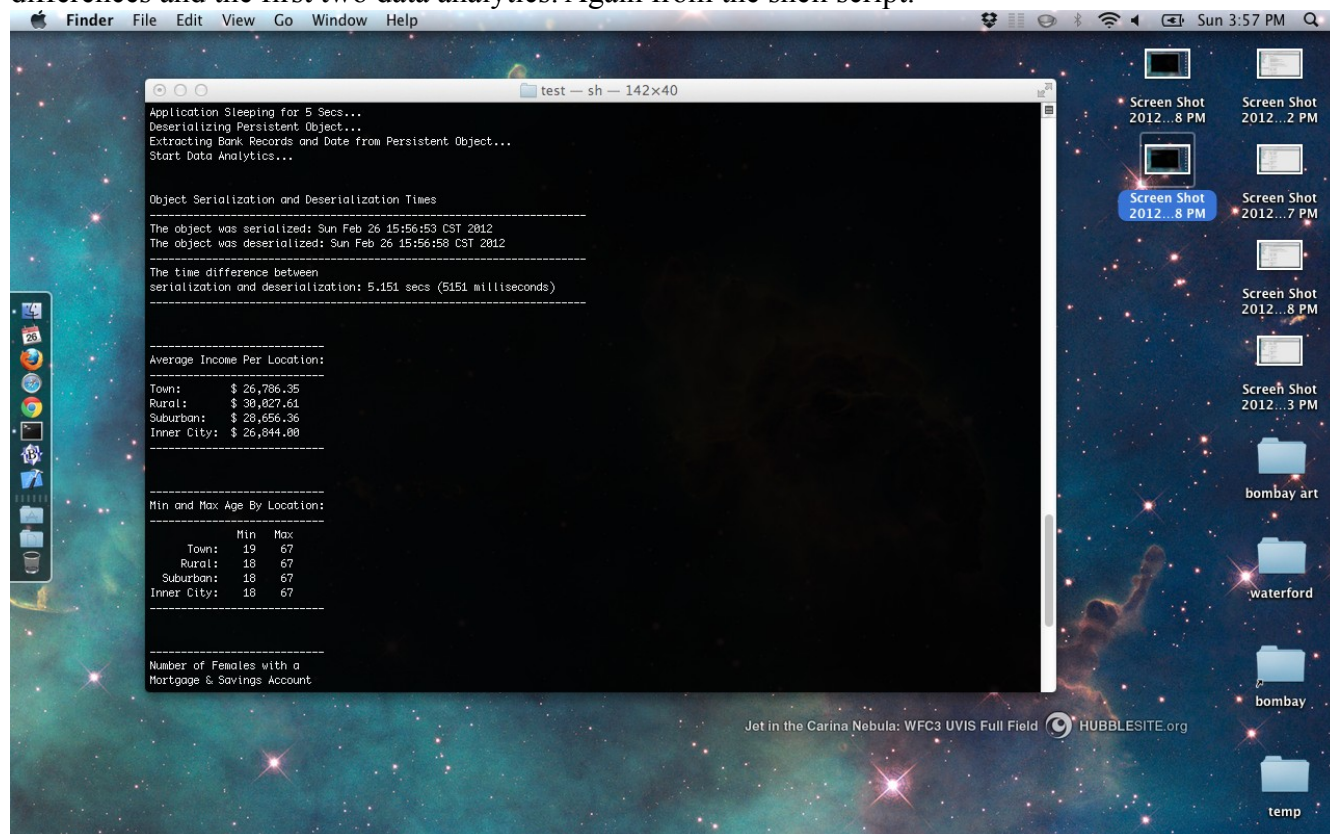 differences and the first two data analytics. Again from the shell script.
Finder File Edit View Go Window Help Sun 3:57 PM
test — sh — 142×40
Application Sleeping for 5 Secs...
Deserializing Persistent Object...
Extracting Bank Records and Date from Persistent Object...
Start Data Analytics...
Object Serialization and Deserialization Times
------------------------------------------------------------------------
The object was serialized: Sun Feb 26 15:56:53 CST 2012
The object was deserialized: Sun Feb 26 15:56:58 CST 2012
------------------------------------------------------------------------
The time difference between
serialization and deserialization: 5.151 secs (5151 milliseconds)
------------------------------------------------------------------------
-----------------------------
Average Income Per Location:
-----------------------------
Town: $ 26,786.35
Rural: $ 30,027.61
Suburban: $ 28,656.36
Inner City: $ 26,844.00
-----------------------------
-----------------------------
Min and Max Age By Location:
-----------------------------
Min Max
Town: 19 67
Rural: 18 67
Suburban: 18 67
Inner City: 18 67
-----------------------------
-----------------------------
Number of Females with a
Mortgage & Savings Account
Screen Shot
2012...8 PM
Screen Shot
2012...2 PM
Screen Shot
2012...8 PM
Screen Shot
2012...7 PM
Screen Shot
2012...8 PM
Screen Shot
2012...3 PM
bombay art
waterford
bombay
temp
26
Jet in the Carina Nebula: WFC3 UVIS Full Field HUBBLESITE.org